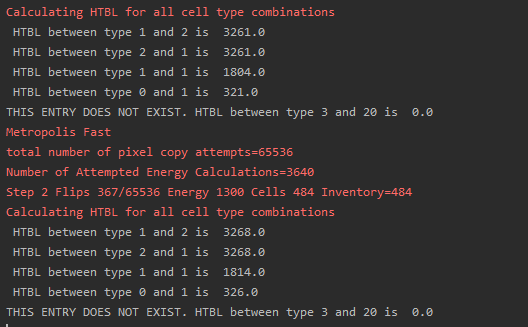 Calculating HTBL for all cell type combinations
HTBL between type 1 and 2 is  3261.0
HTBL between type 2 and 1 is  3261.0
HTBL between type 1 and 1 is  1804.0
HTBL between type 0 and 1 is  321.0
THIS ENTRY DOES NOT EXIST. HTBL between type 3 and 20 is  0.0
Metropolis Fast
total number of pixel copy attempts=65536
Number of Attempted Energy Calculations=3640
Step 2 Flips 367/65536 Energy 1300 Cells 484 Inventory=484
Calculating HTBL for all cell type combinations
HTBL between type 1 and 2 is  3268.0
HTBL between type 2 and 1 is  3268.0
HTBL between type 1 and 1 is  1814.0
HTBL between type 0 and 1 is  326.0
THIS ENTRY DOES NOT EXIST. HTBL between type 3 and 20 is  0.0